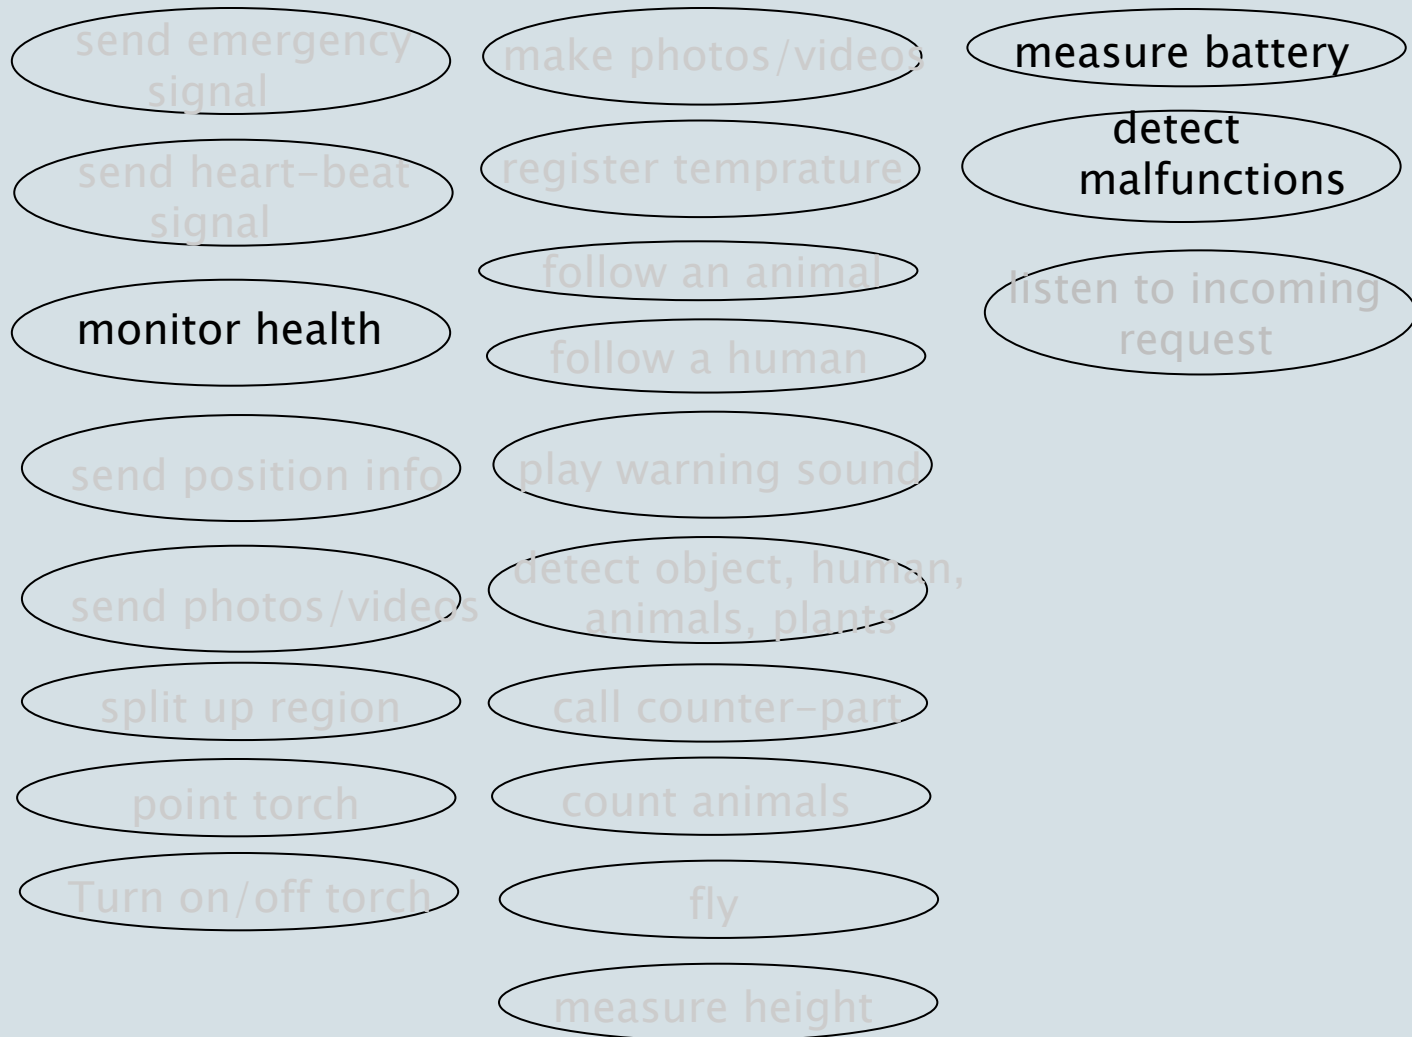 send emergency
signal
send heart-beat
signal
monitor health
send position info
send photos/videos
split up region
point torch
Turn on/off torch
make photos/videos
register temprature
follow an animal
follow a human
play warning sound
detect object, human,
animals, plants
call counter-part
count animals
fly
measure height
measure battery
detect
malfunctions
listen to incoming
request